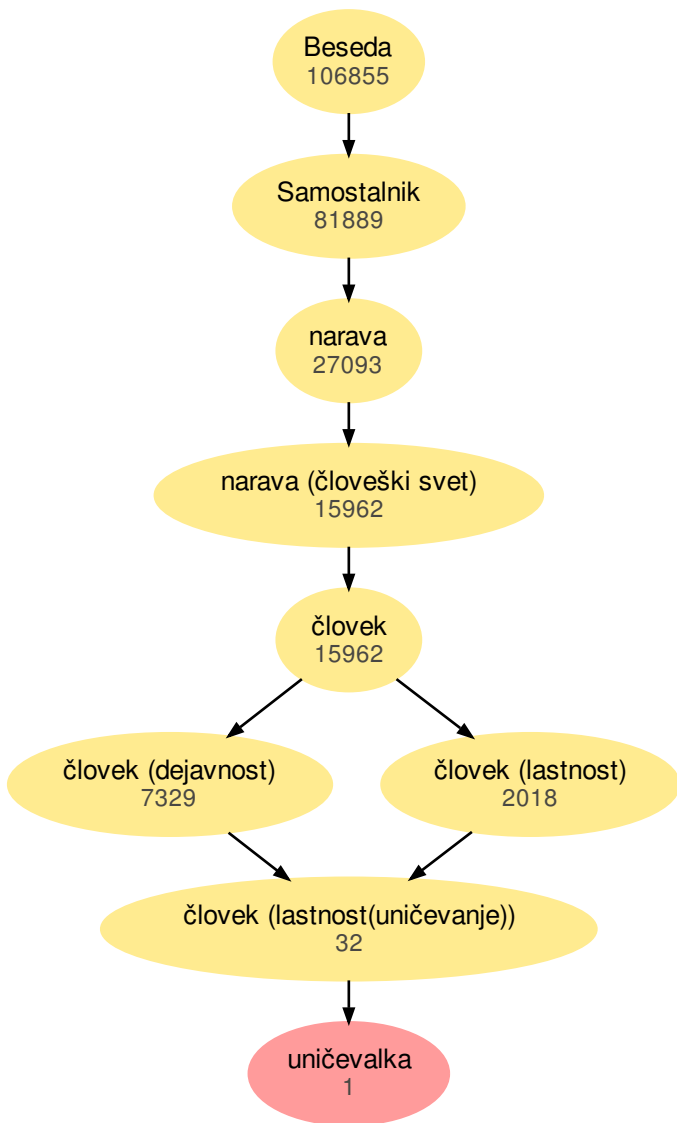 Beseda
106855
Samostalnik
81889
narava
27093
narava (človeški svet)
15962
človek
15962
človek (dejavnost)
7329
človek (lastnost)
2018
človek (lastnost(uničevanje))
32
uničevalka
1